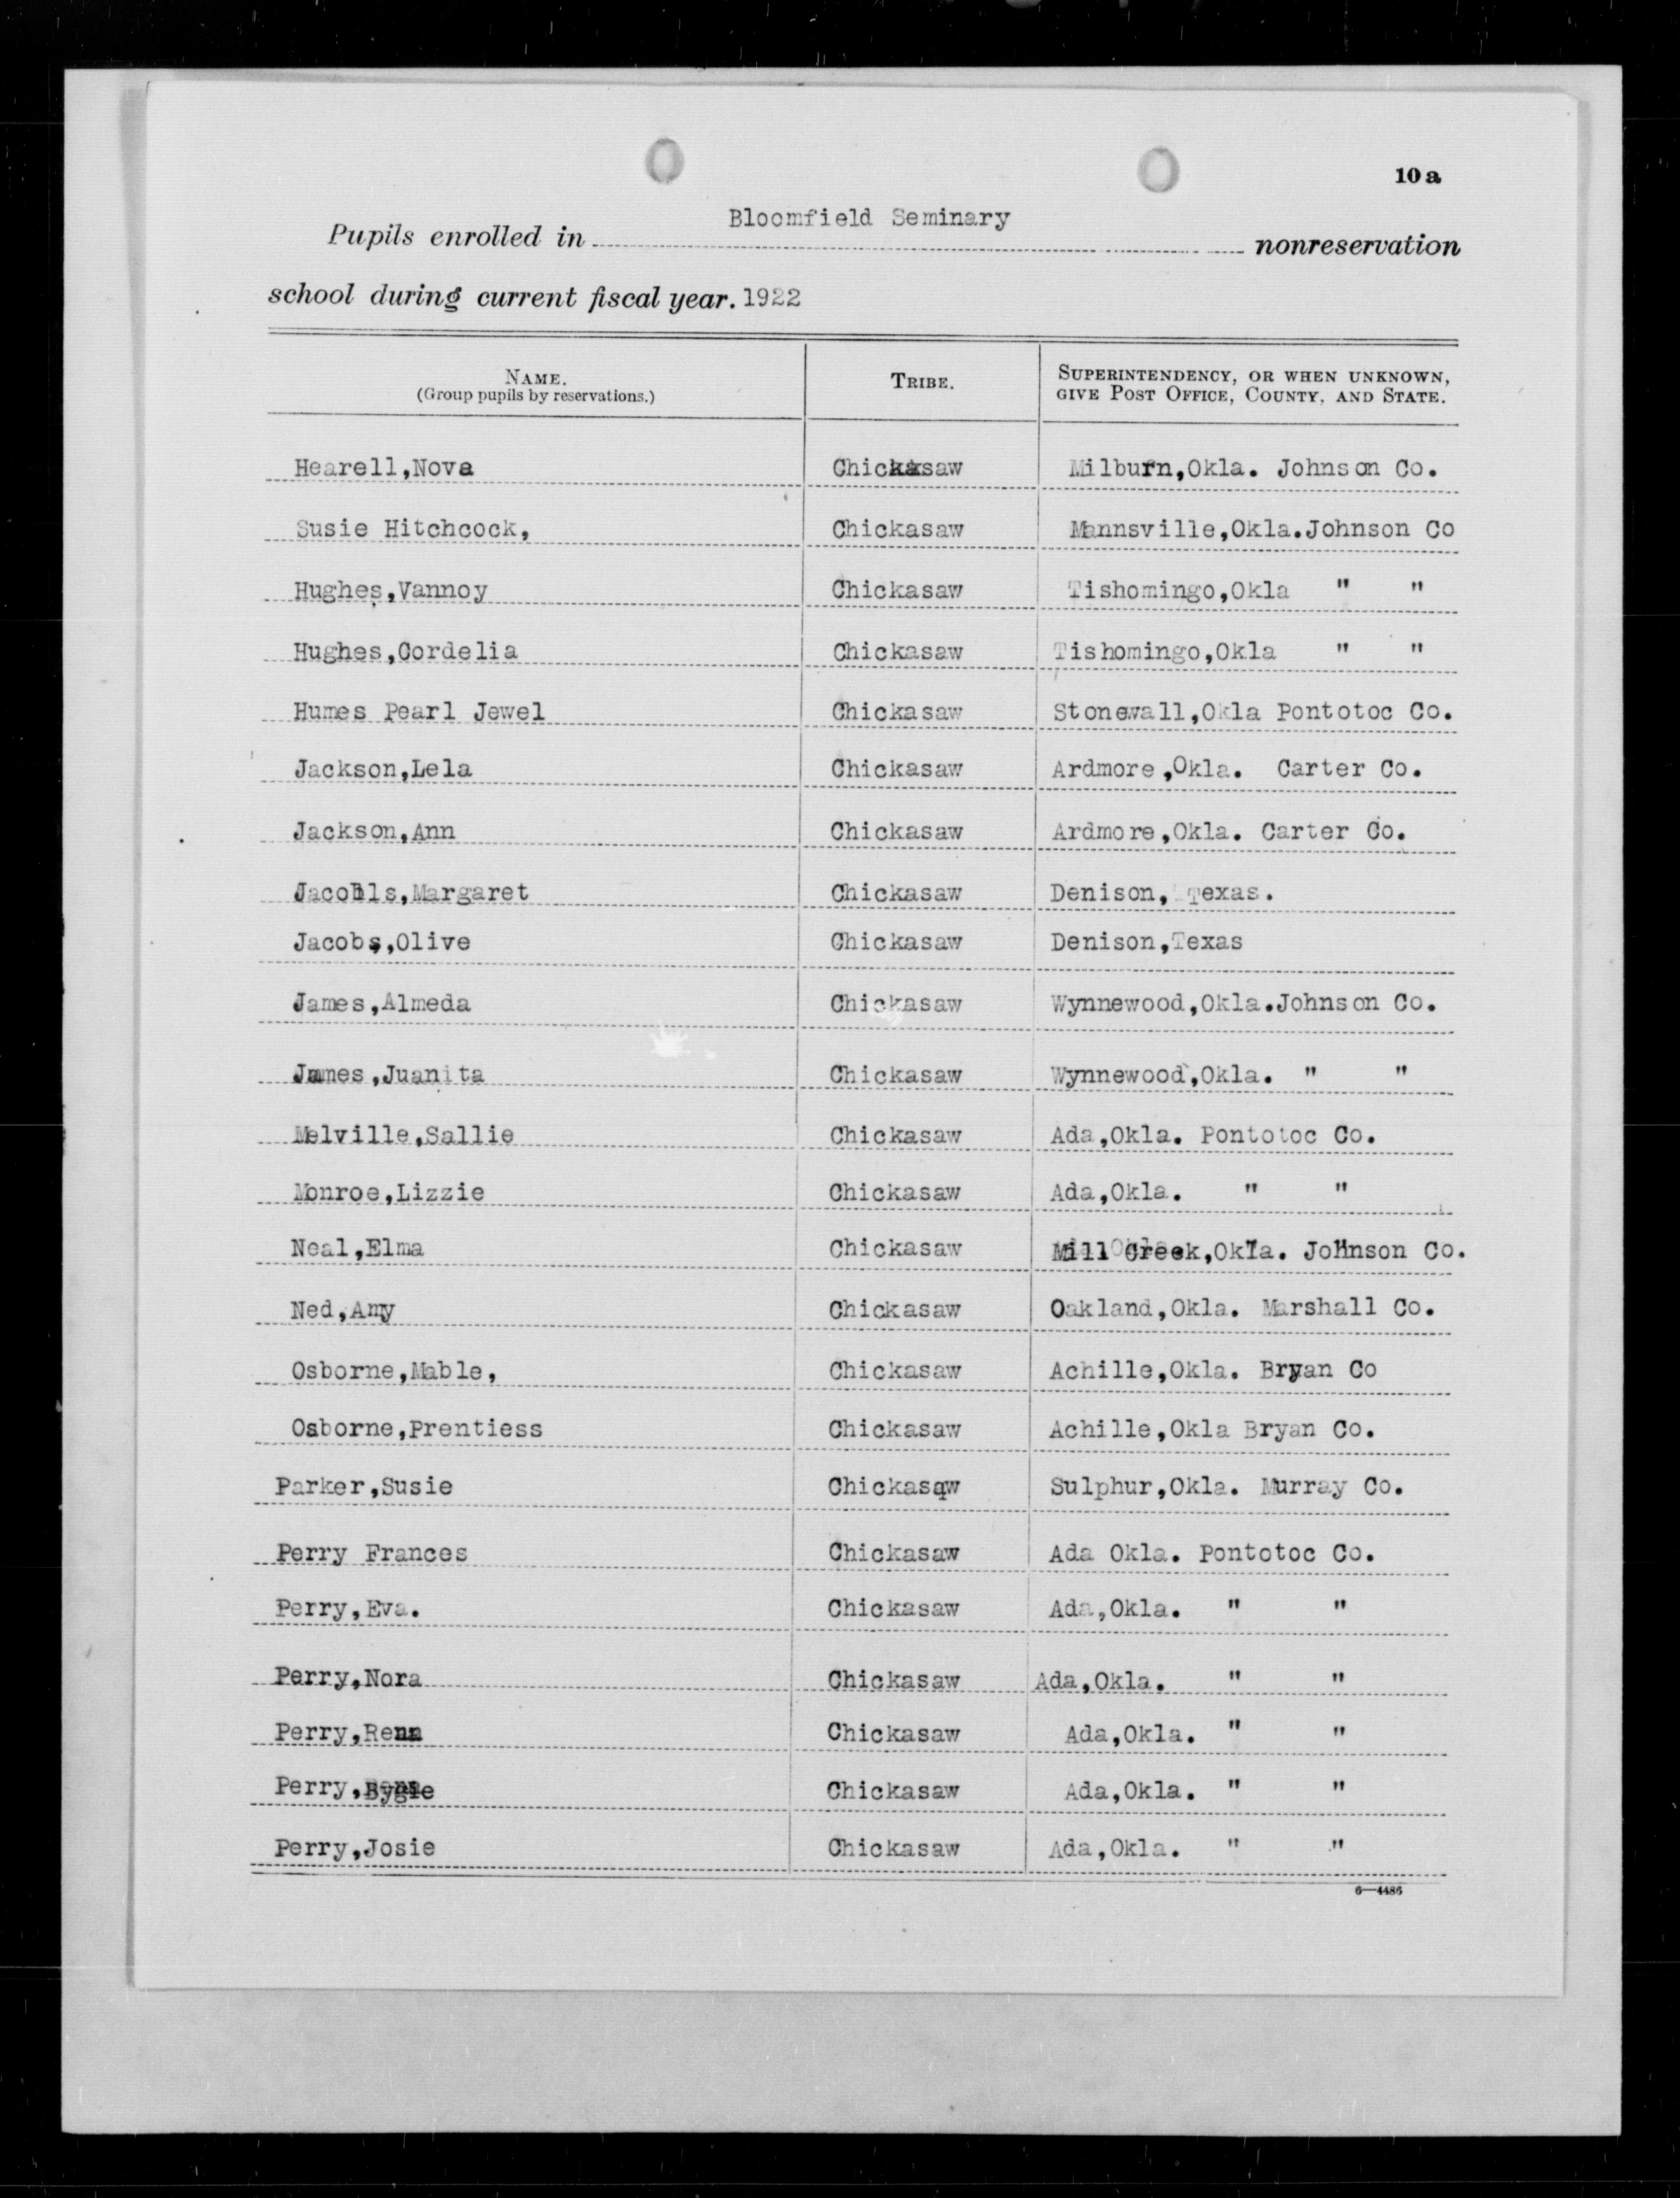 10a
Pupils enrolled in Bloomfield Seminary nonreservation
school during current fiscal year. 1922
NAME. (Group pupils by reservations.) TRIBE. SUPERINTENDENCY, OR WHEN UNKNOWN, GIVE POST OFFICE, COUNTY, AND STATE.
Hearell,Nova Chickasaw Milburn,Okla. Johnson Co.
Susie Hitchcock, Chickasaw Mannsville,Okla.Johnson Co
Hughes,Vannoy Chickasaw Tishomingo,Okla " "
Hughes,Cordelia Chickasaw Tishomingo,Okla " "
Humes Pearl Jewel Chickasaw Stonewall,Okla Pontotoc Co.
Jackson,Lela Chickasaw Ardmore,Okla. Carter Co.
Jackson,Ann Chickasaw Ardmore,Okla. Carter Co.
Margaret Chickasaw Denison, Texas.
Jacobs,Olive Chickasaw Denison,Texas
James,Almeda Chickasaw Wynnewood,Okla.Johnson Co.
James,Juanita Chickasaw Wynnewood,Okla. " "
Melville,Sallie Chickasaw Ada,Okla. Pontotoc Co.
Monroe,Lizzie Chickasaw Ada,Okla. " "
Neal,Elma Chickasaw Mill Creek,Okla. Johnson Co.
Ned,Amy Chickasaw Oakland,Okla. Marshall Co.
Osborne,Mable, Chickasaw Achille,Okla. Bryan Co
Osborne,Prentiess Chickasaw Achille,Okla Bryan Co.
Parker,Susie Chickasaw Sulphur,Okla. Murray Co.
Perry Frances Chickasaw Ada Okla. Pontotoc Co.
Perry,Eva. Chickasaw Ada,Okla. " "
Perry,Nora Chickasaw Ada,Okla. " "
Perry,Rena Chickasaw Ada,Okla. " "
Perry, Chickasaw Ada,Okla. " "
Perry,Josie Chickasaw Ada,Okla. " "
6—4486